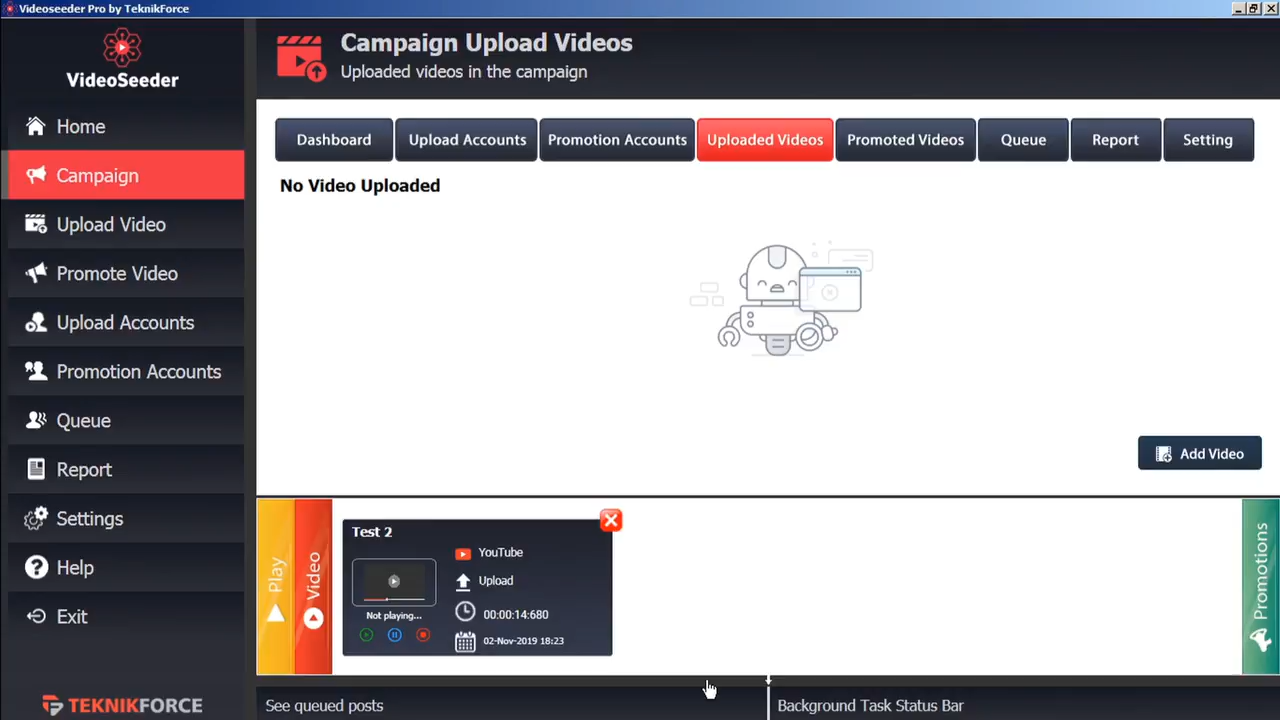 Videoseeder Pro by TeknikForce
VideoSeeder
Campaign Upload Videos
Uploaded videos in the campaign
Home
Campaign
Upload Video
Promote Video
Upload Accounts
Promotion Accounts
Queue
Report
Settings
Help
Exit
TEKNIKFORCE
Dashboard
Upload Accounts
Promotion Accounts
Uploaded Videos
Promoted Videos
Queue
Report
Setting
No Video Uploaded
Add Video
Play
Video
Test 2
Not playing...
YouTube
Upload
00:00:14:680
02-Nov-2019 18:23
Promotions
See queued posts
Background Task Status Bar